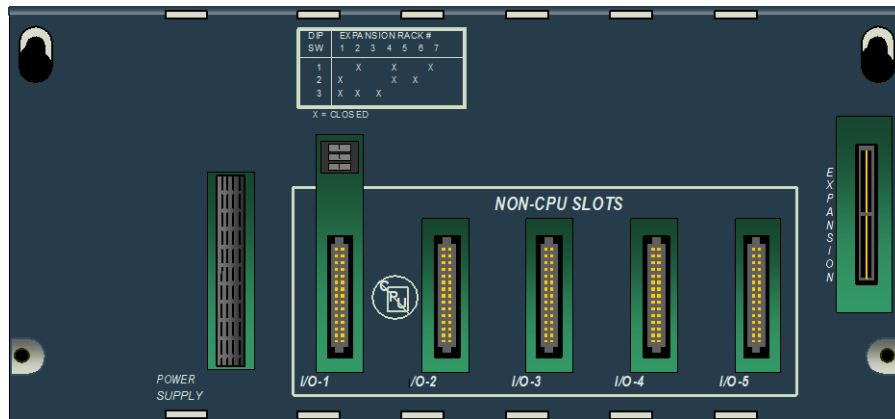 DIP EXPANSION RACK #
SW 1 2 3 4 5 6 7
1 X X X
2 X X X
3 X X X
X = CLOSED
NON-CPU SLOTS
EXPANSION
CRU
I/O-1 I/O-2 I/O-3 I/O-4 I/O-5
POWER
SUPPLY